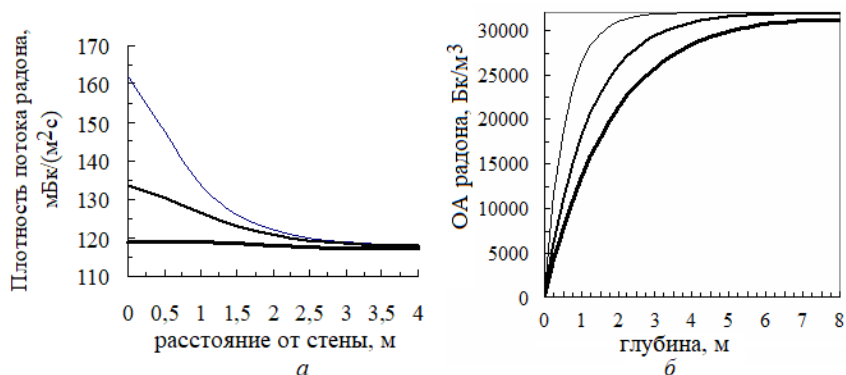 Плотность потока радона,
мБк/(м²с)
170
160
150
140
130
120
110
0 0,5 1 1,5 2 2,5 3 3,5 4
расстояние от стены, м
а
ОА радона, Бк/м³
30000
25000
20000
15000
10000
5000
0
0 1 2 3 4 5 6 7 8
глубина, м
б